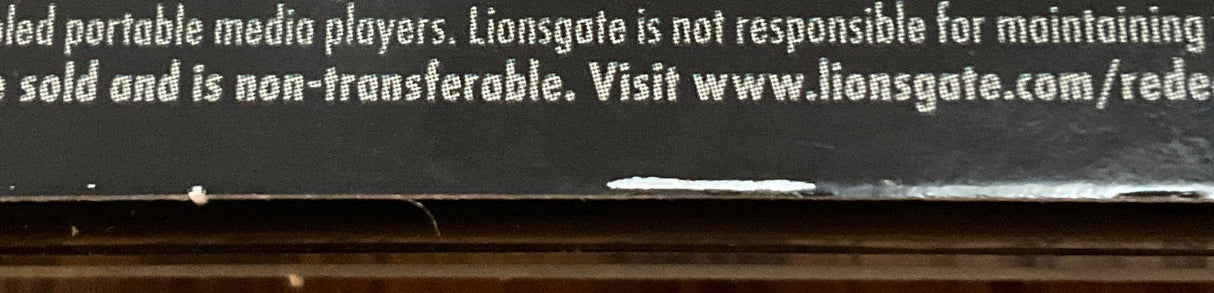 led portable media players. Lionsgate is not responsible for maintaining
sold and is non-transferable. Visit www.lionsgate.com/rede